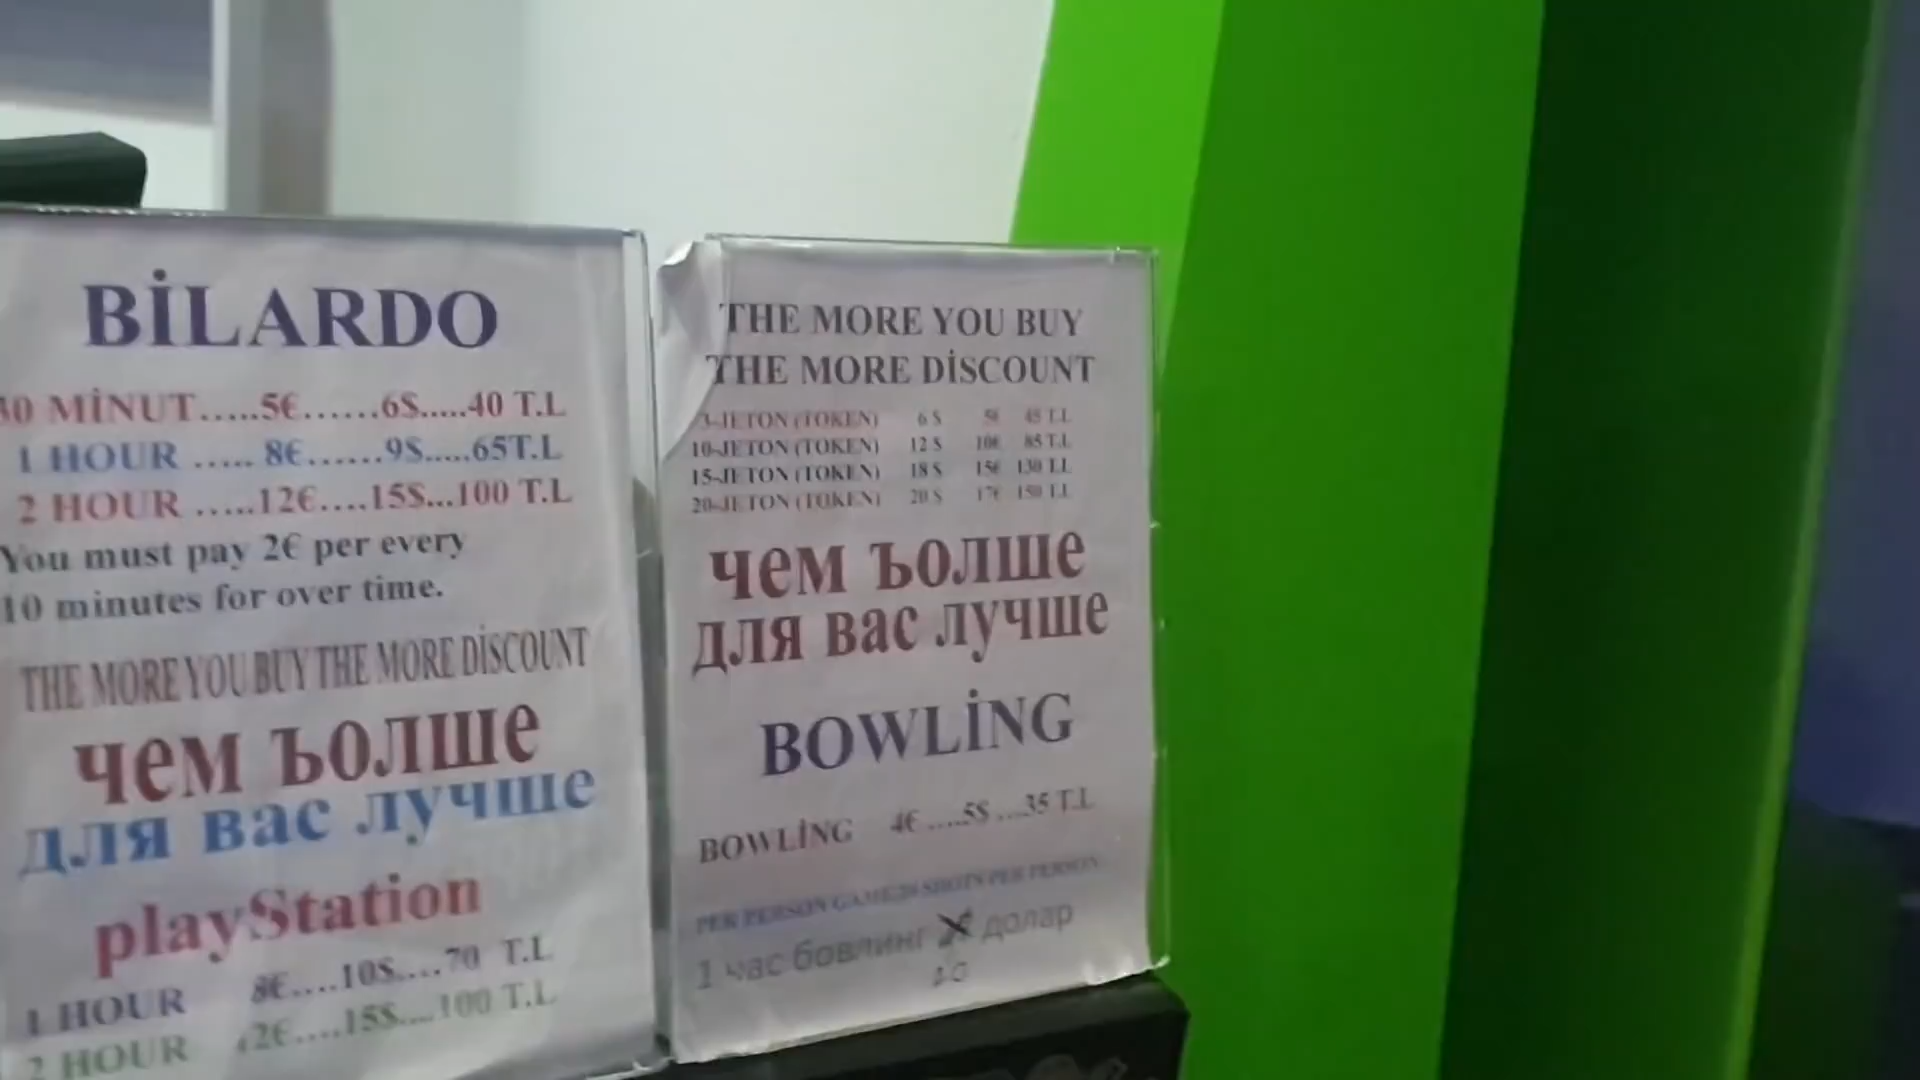 BİLARDO
30 MİNUT.....5€......6$.....40 T.L
1 HOUR ..... 8€......9$.....65T.L
2 HOUR .....12€....15$...100 T.L
You must pay 2€ per every
10 minutes for over time.
THE MORE YOU BUY THE MORE DİSCOUNT
чем ъолше
для вас лучше
playStation
1 HOUR 8€....10$....70 T.L
2 HOUR 12€....15$....100 T.L
THE MORE YOU BUY
THE MORE DİSCOUNT
-JETON (TOKEN) 6 $ 5€ 45 T.L
10-JETON (TOKEN) 12 $ 10€ 85 T.L
15-JETON (TOKEN) 18 $ 15€ 130 T.L
20-JETON (TOKEN) 20 $ 17€ 150 T.L
чем ъолше
для вас лучше
BOWLİNG
BOWLİNG 4€ ....5$ ....35 T.L
PER PERSON GAME SHOTS PER PERSON
1 час бовлинг долар